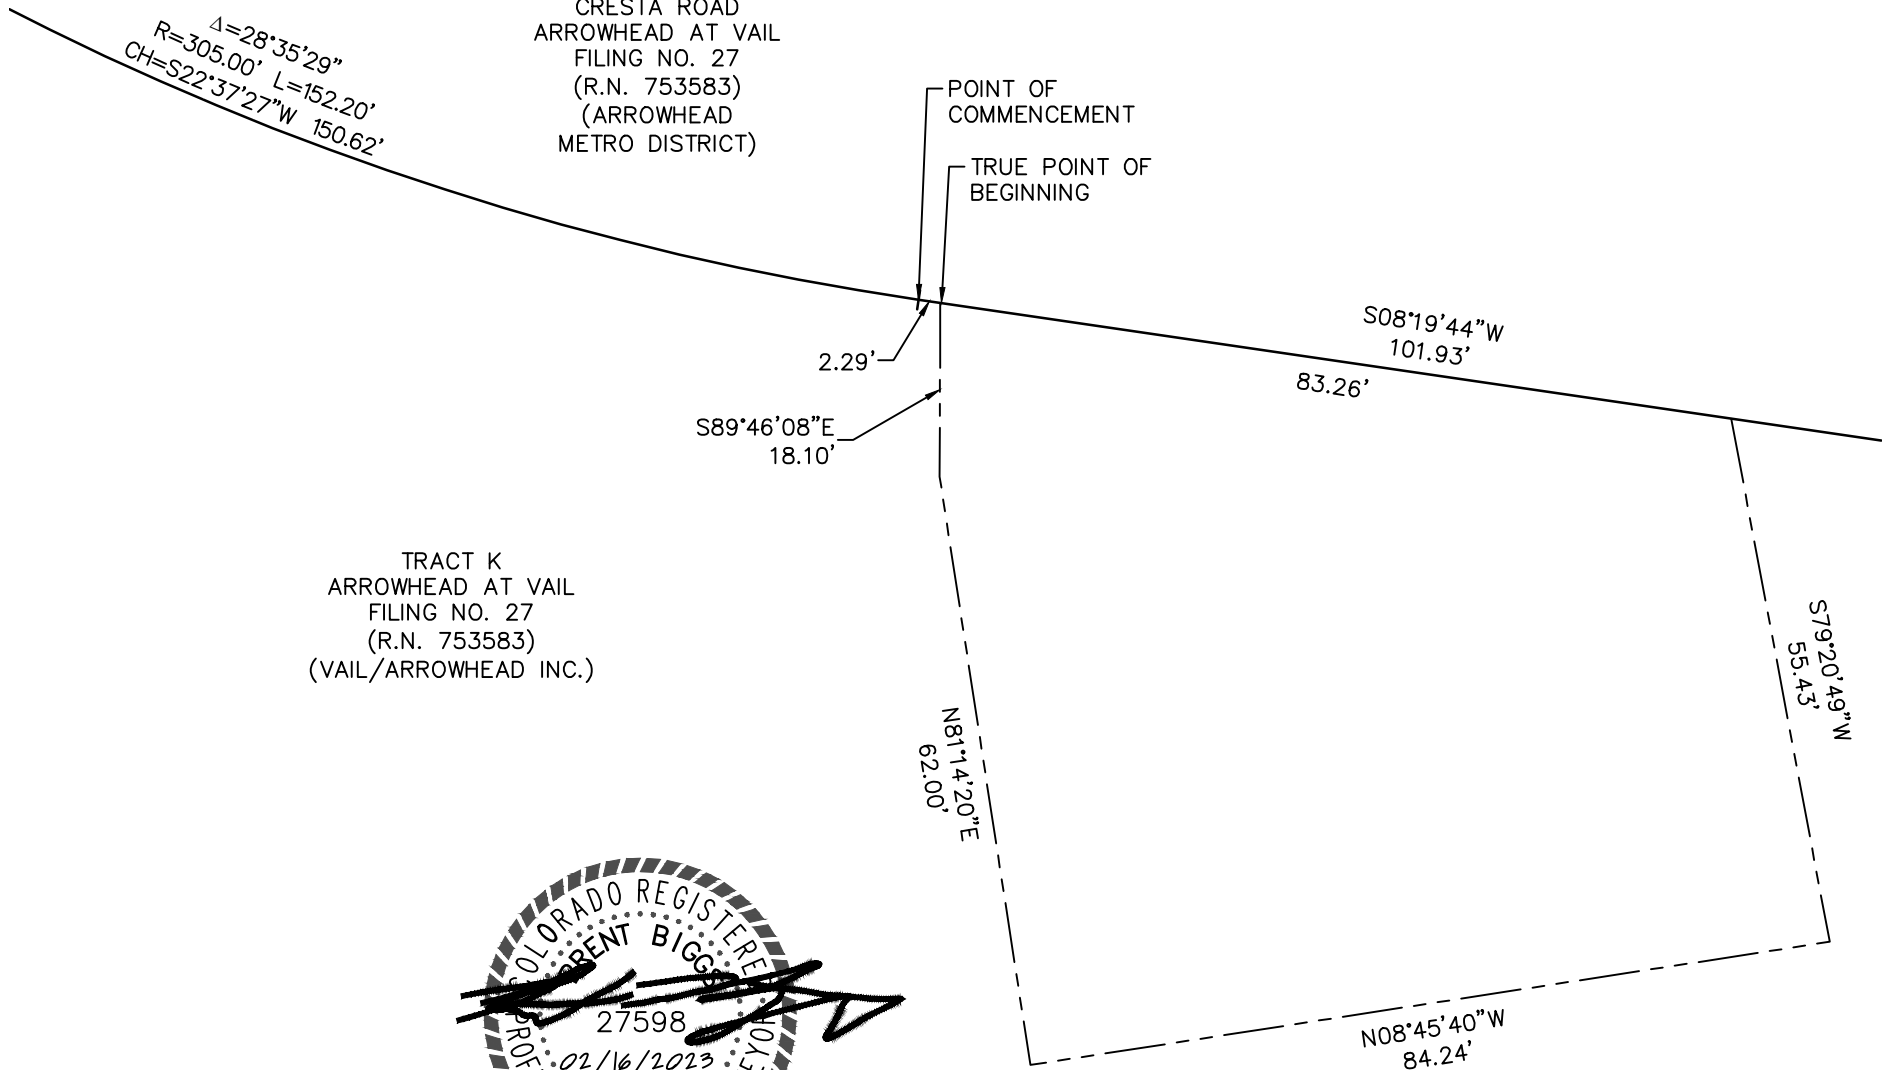 CRESTA ROAD
ARROWHEAD AT VAIL
FILING NO. 27
(R.N. 753583)
(ARROWHEAD
METRO DISTRICT)
Δ=28°35'29"
R=305.00' L=152.20'
CH=S22°37'27"W 150.62'
POINT OF
COMMENCEMENT
TRUE POINT OF
BEGINNING
2.29'
S08°19'44"W
101.93'
83.26'
S89°46'08"E
18.10'
TRACT K
ARROWHEAD AT VAIL
FILING NO. 27
(R.N. 753583)
(VAIL/ARROWHEAD INC.)
S79°20'49"W
55.43'
N81°14'20"E
62.00'
N08°45'40"W
84.24'
COLORADO REGISTERED
BRENT BIGGS
27598
02/16/2023